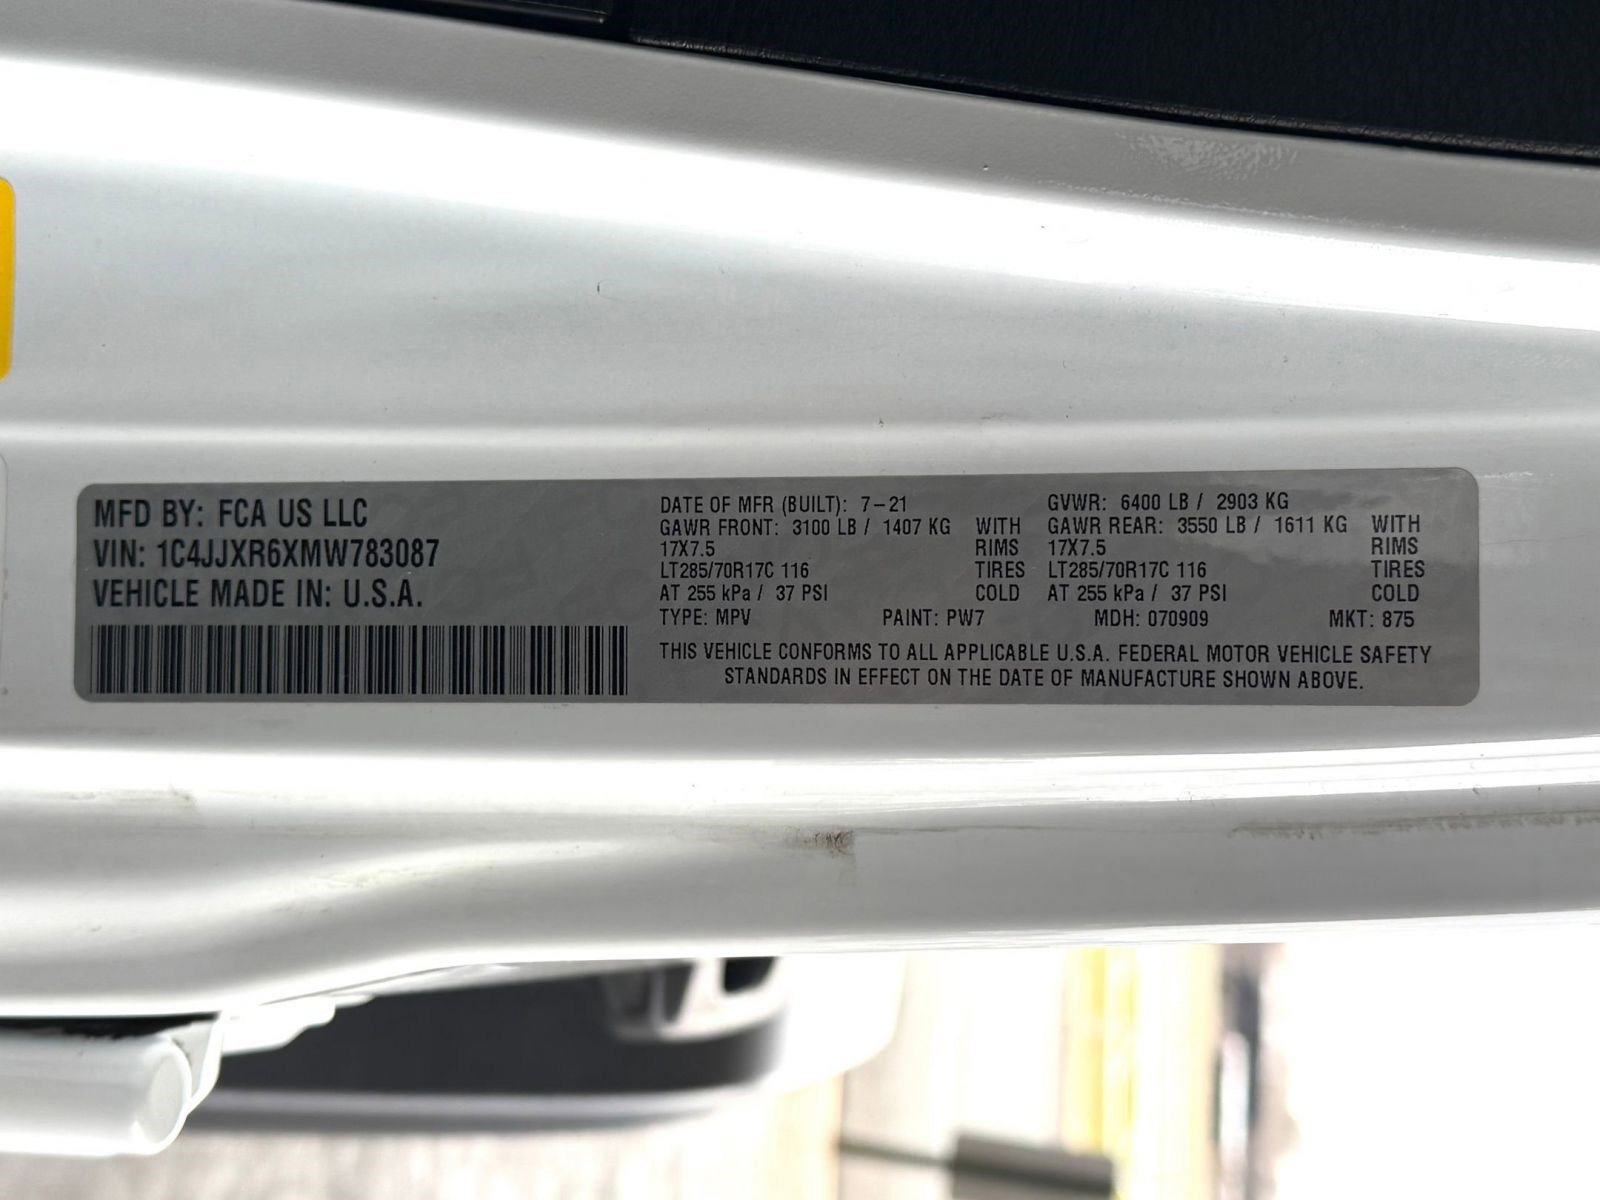 MFD BY: FCA US LLC
VIN: 1C4JJXR6XMW783087
VEHICLE MADE IN: U.S.A.
DATE OF MFR (BUILT): 7-21 GVWR: 6400 LB / 2903 KG
GAWR FRONT: 3100 LB / 1407 KG WITH GAWR REAR: 3550 LB / 1611 KG WITH
17X7.5 RIMS 17X7.5 RIMS
LT285/70R17C 116 TIRES LT285/70R17C 116 TIRES
AT 255 kPa / 37 PSI COLD AT 255 kPa / 37 PSI COLD
TYPE: MPV PAINT: PW7 MDH: 070909 MKT: 875
THIS VEHICLE CONFORMS TO ALL APPLICABLE U.S.A. FEDERAL MOTOR VEHICLE SAFETY
STANDARDS IN EFFECT ON THE DATE OF MANUFACTURE SHOWN ABOVE.